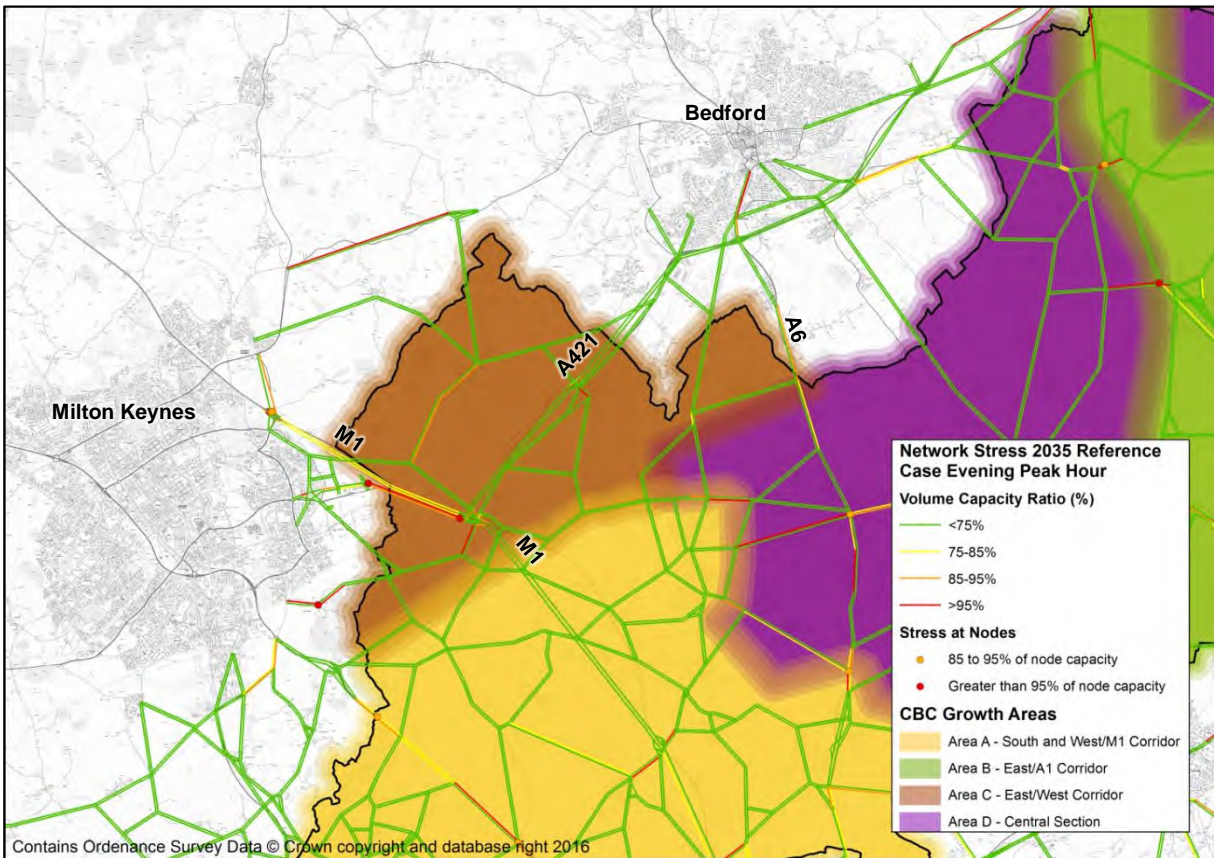 Bedford
A6
A421
Milton Keynes
M1
M1
Network Stress 2035 Reference
Case Evening Peak Hour
Volume Capacity Ratio (%)
<75%
75-85%
85-95%
>95%
Stress at Nodes
85 to 95% of node capacity
Greater than 95% of node capacity
CBC Growth Areas
Area A - South and West/M1 Corridor
Area B - East/A1 Corridor
Area C - East/West Corridor
Area D - Central Section
Contains Ordenance Survey Data © Crown copyright and database right 2016